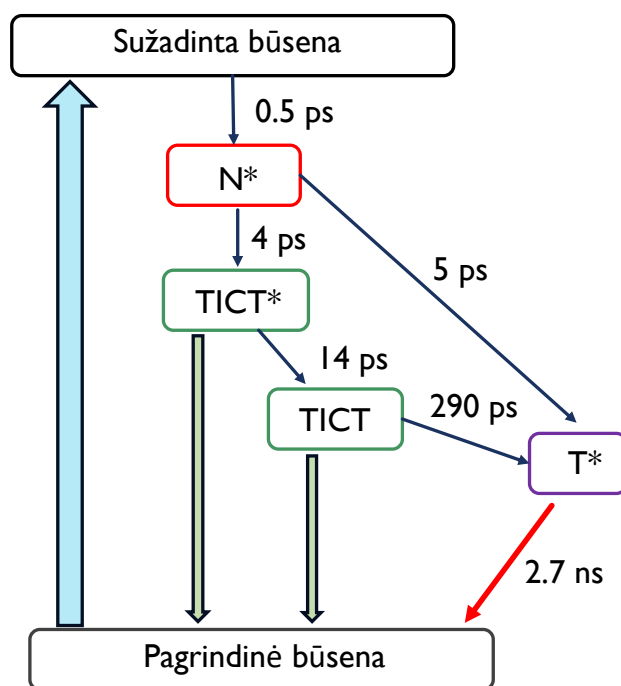 Sužadinta būsena
0.5 ps
N*
4 ps
5 ps
TICT*
14 ps
TICT
290 ps
T*
2.7 ns
Pagrindinė būsena